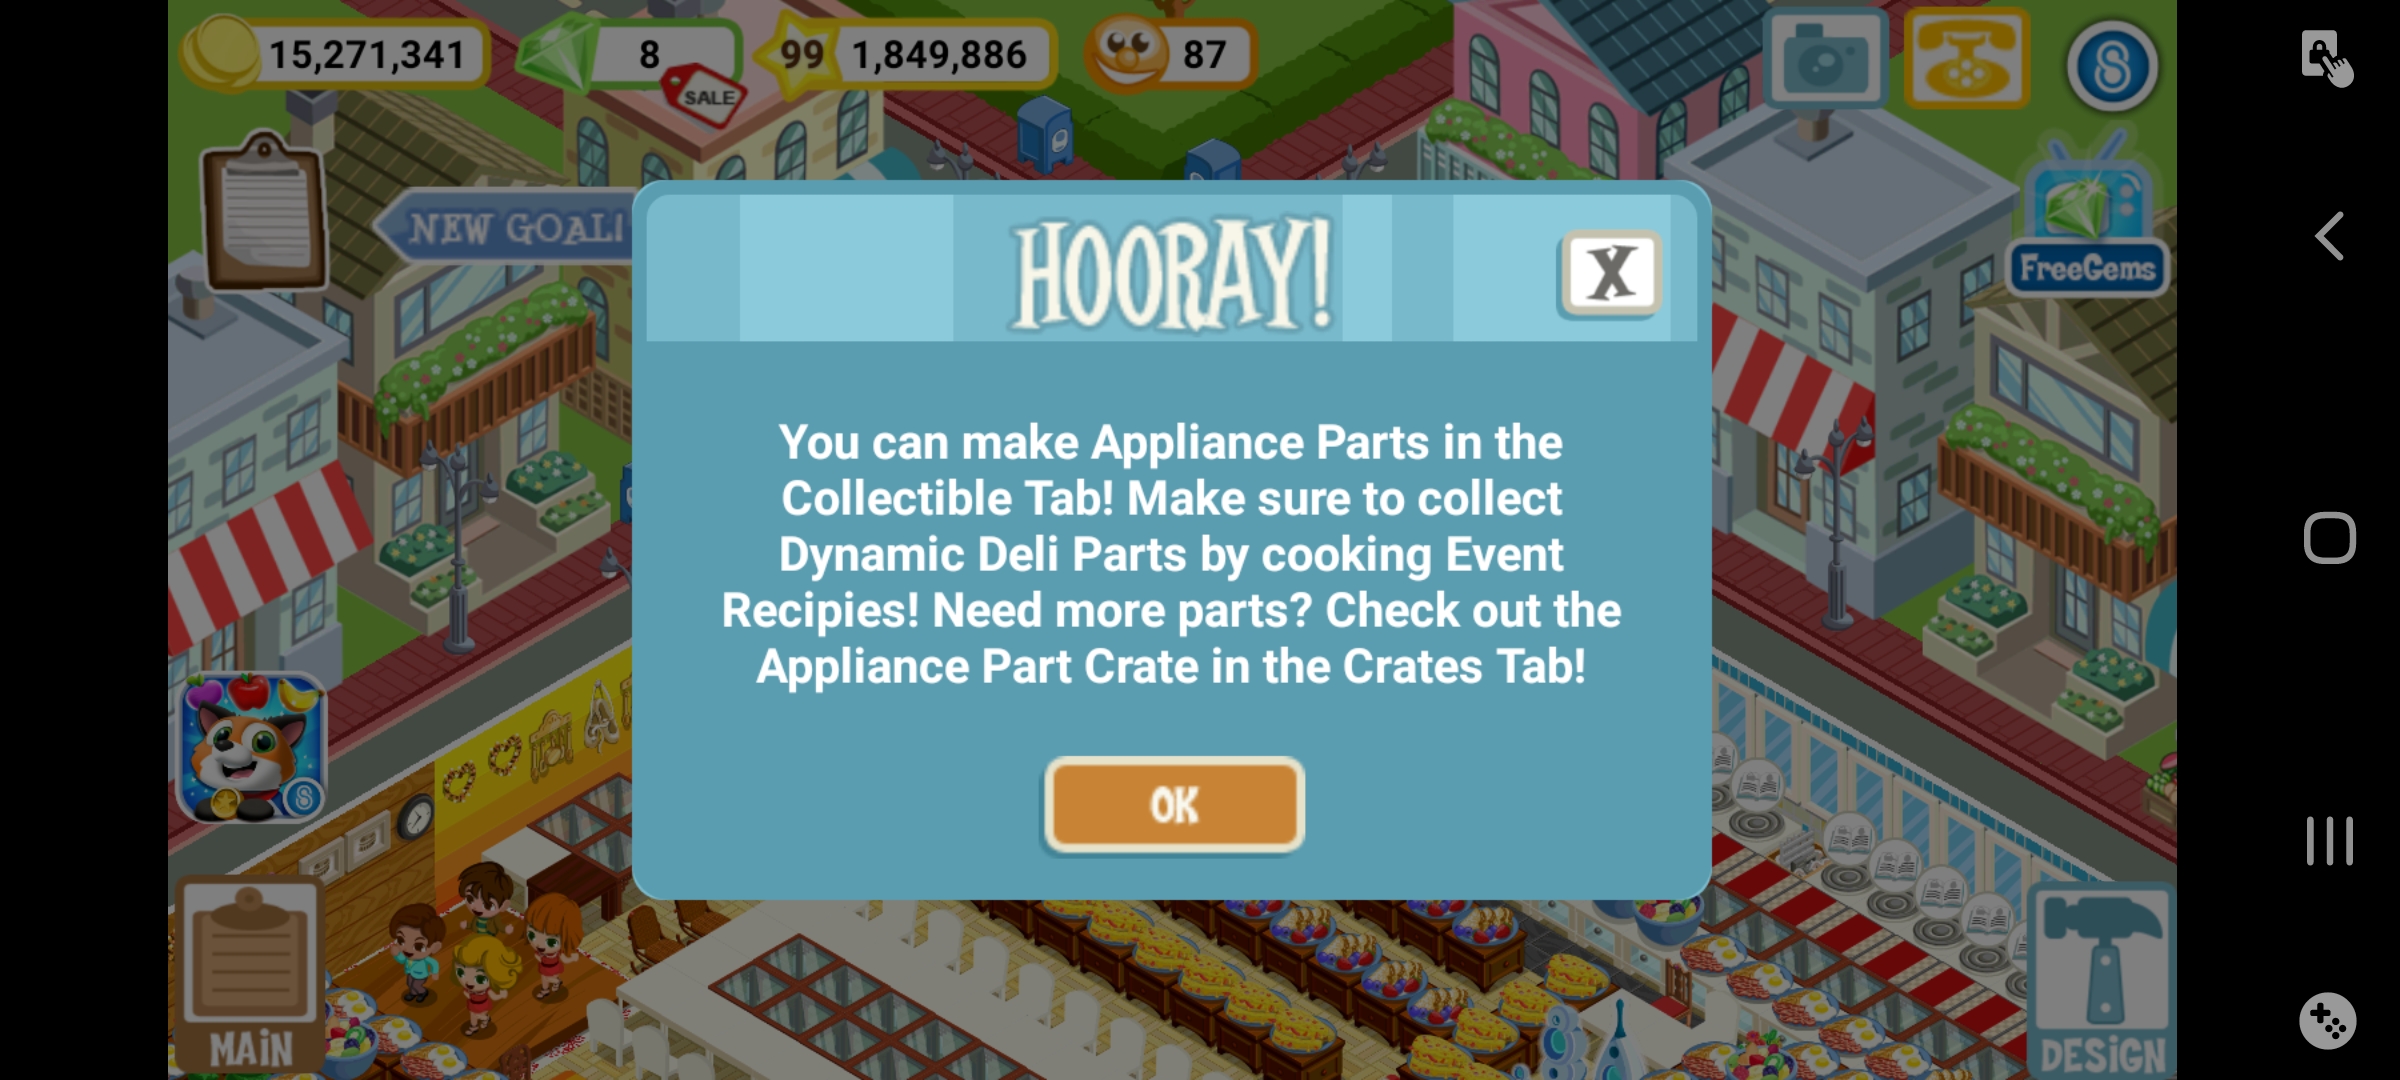 15,271,341
8
SALE
99
1,849,886
87
NEW GOAL!
FreeGems
HOORAY!
X
You can make Appliance Parts in the
Collectible Tab! Make sure to collect
Dynamic Deli Parts by cooking Event
Recipies! Need more parts? Check out the
Appliance Part Crate in the Crates Tab!
OK
MAiN
DESiGN